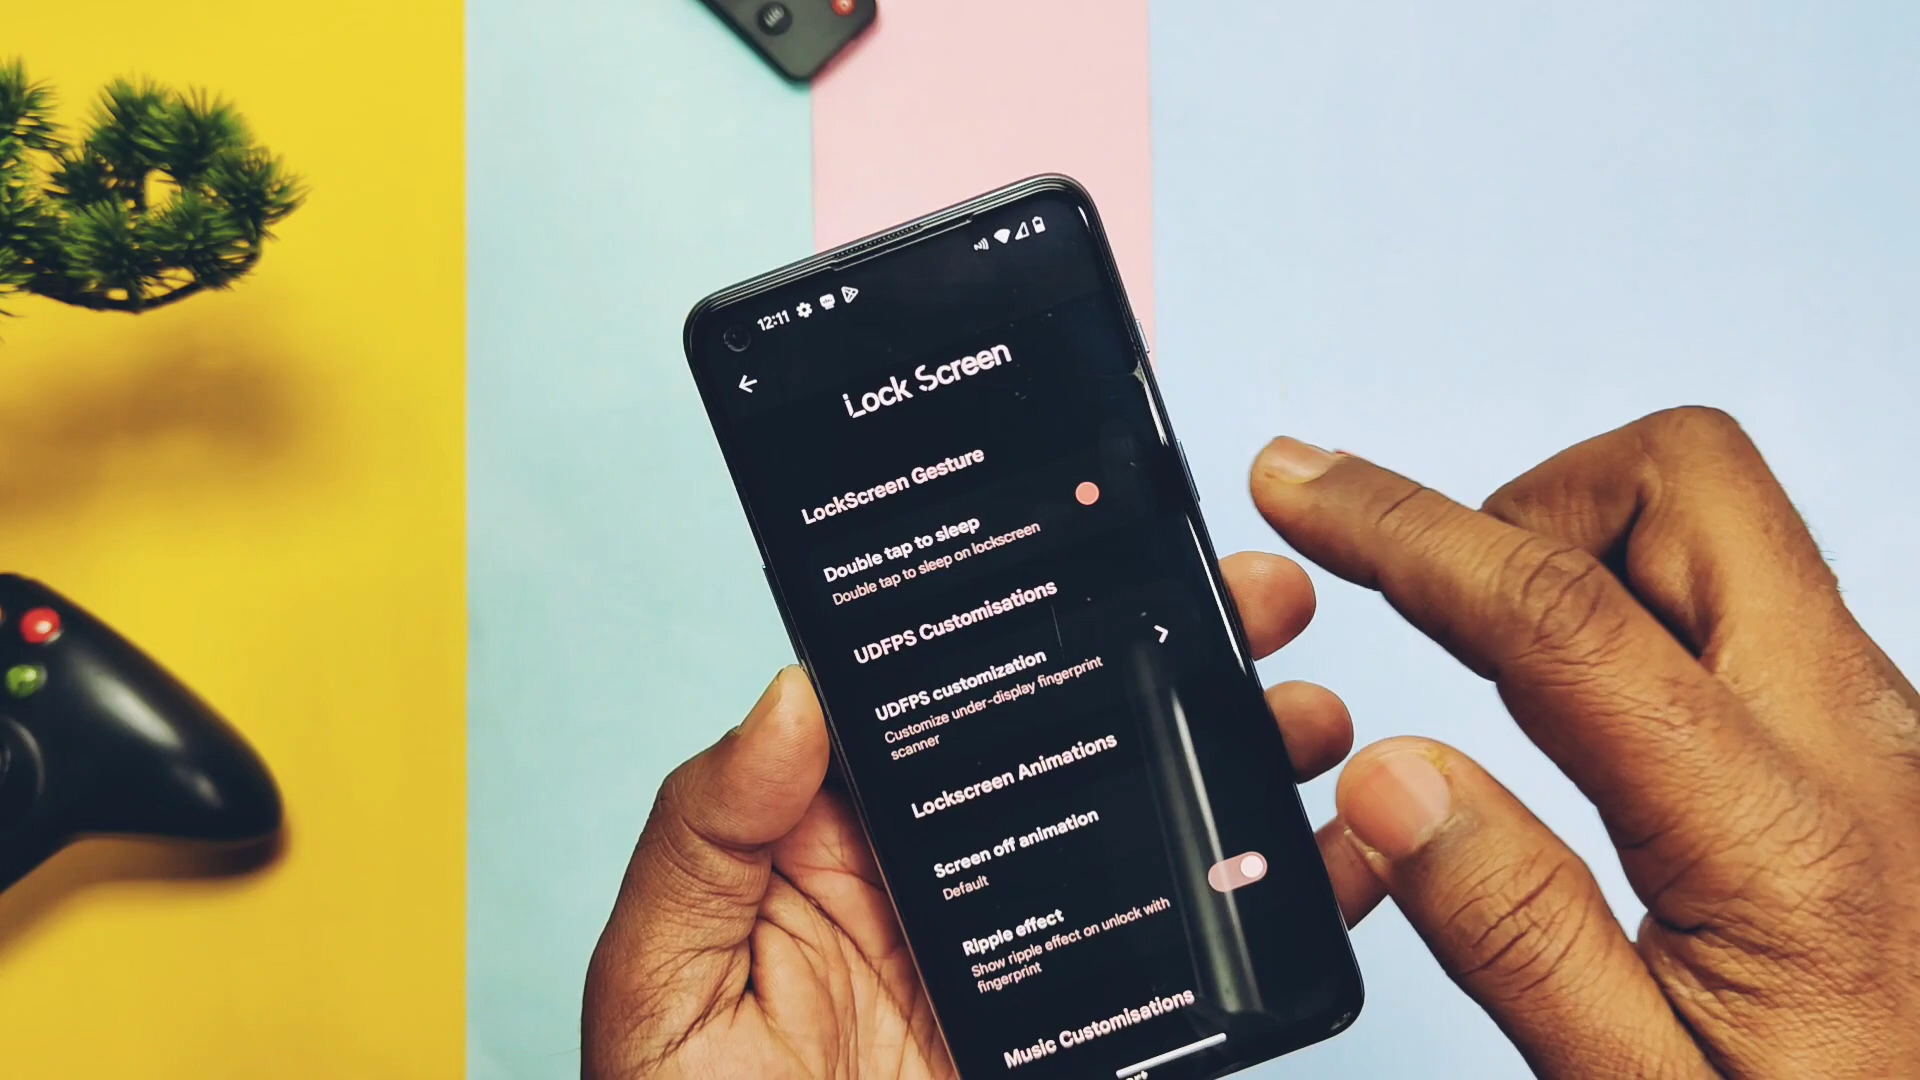 12:11
Lock Screen
LockScreen Gesture
Double tap to sleep
Double tap to sleep on lockscreen
UDFPS Customisations
UDFPS customization
Customize under-display fingerprint
scanner
Lockscreen Animations
Screen off animation
Default
Ripple effect
Show ripple effect on unlock with
fingerprint
Music Customisations